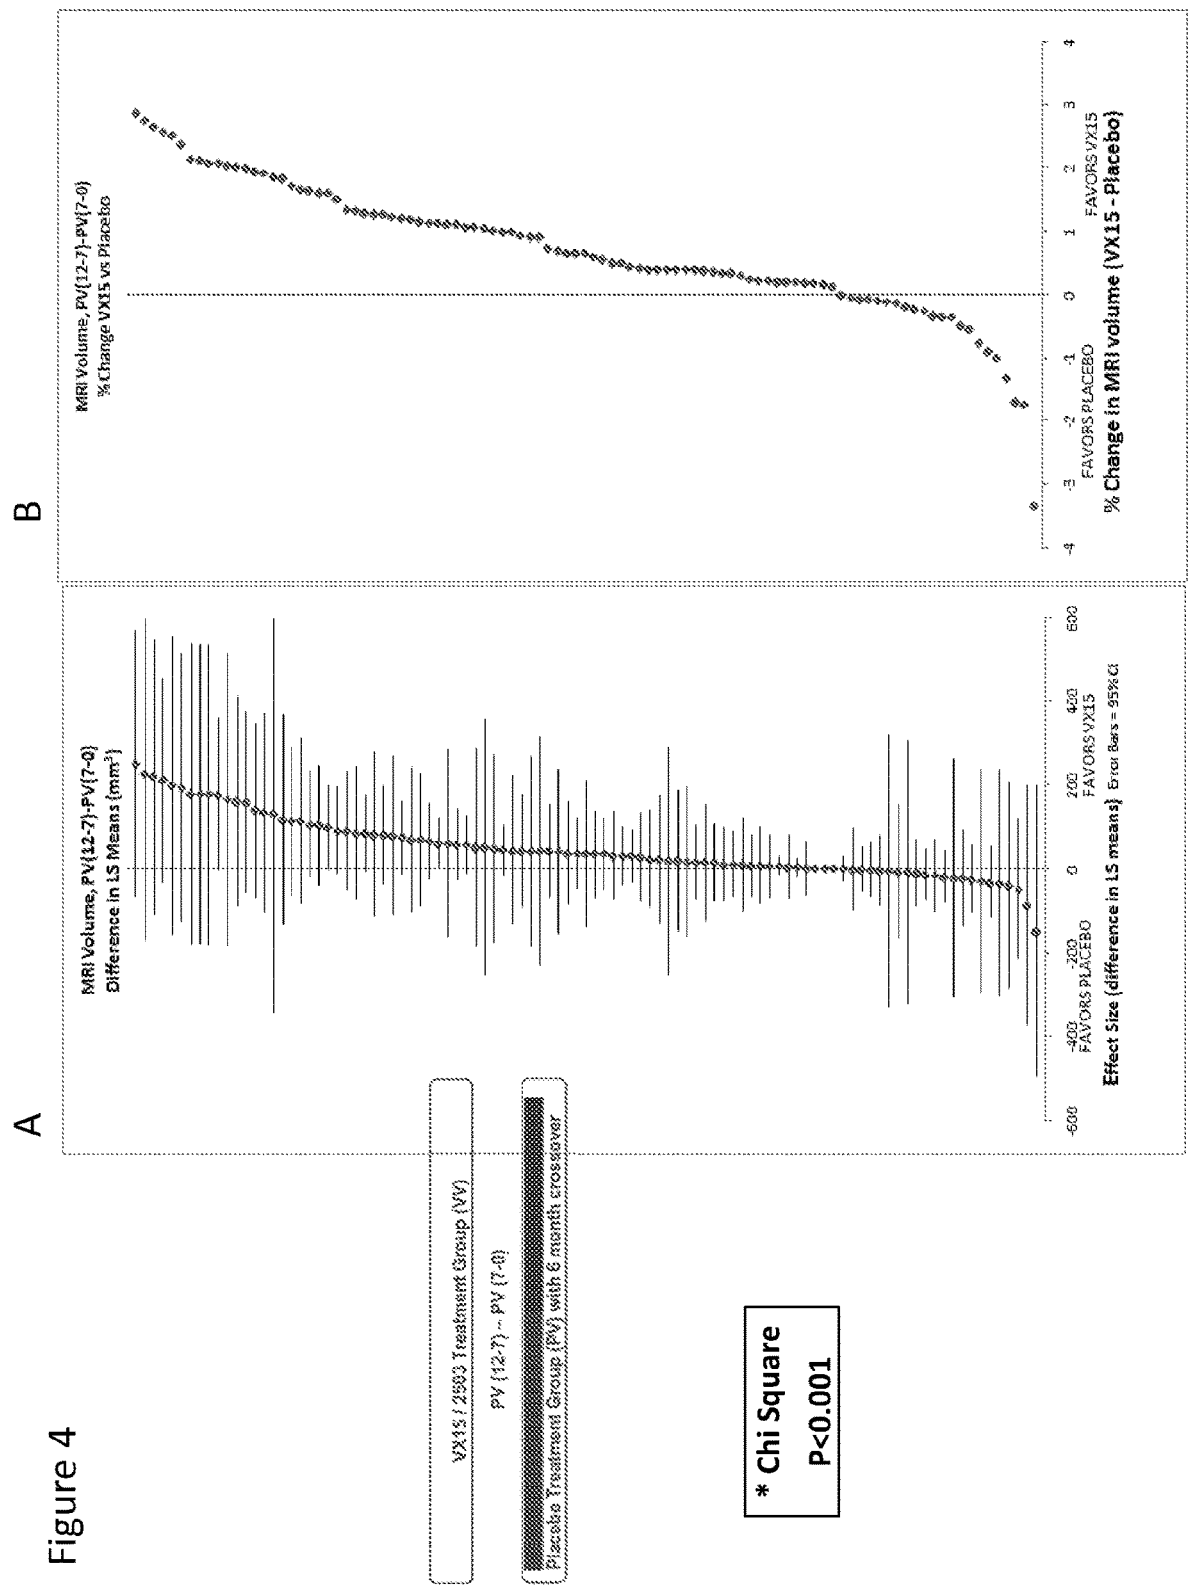 Figure 4
VX15 / 2503 Treatment Group (VV)
PV (12-7) -- PV (7-0)
Placebo Treatment Group (PV) with 6 month crossover
* Chi Square
P<0.001
A
MRI Volume, PV(12-7)-PV(7-0)
Difference in LS Means (mm³)
-600 -400 -200 0 200 400 600
FAVORS PLACEBO FAVORS VX15
Effect Size (difference in LS means) Error Bars = 95% CI
B
MRI Volume, PV(12-7)-PV(7-0)
% Change VX15 vs Placebo
-4 -3 -2 -1 0 1 2 3 4
FAVORS PLACEBO FAVORS VX15
% Change in MRI volume (VX15 - Placebo)